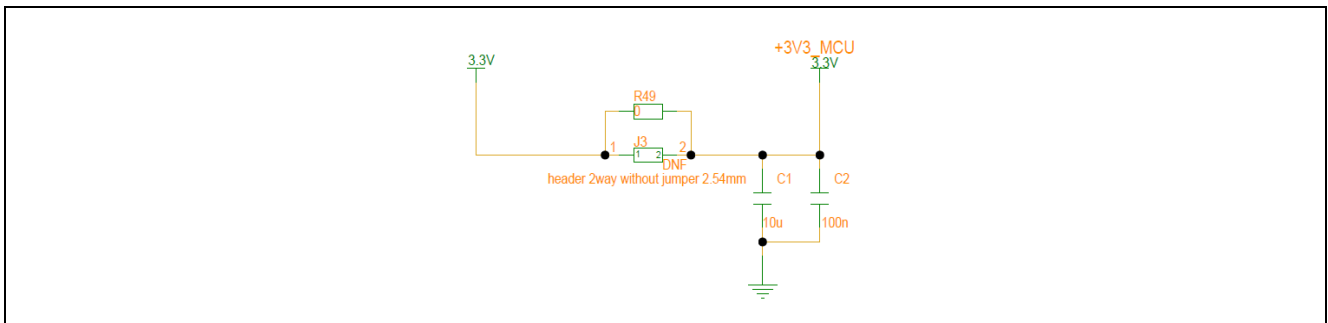 +3V3_MCU
3.3V
3.3V
R49
0
J3
1
1
2
2
DNF
header 2way without jumper 2.54mm
C1
C2
10u
100n